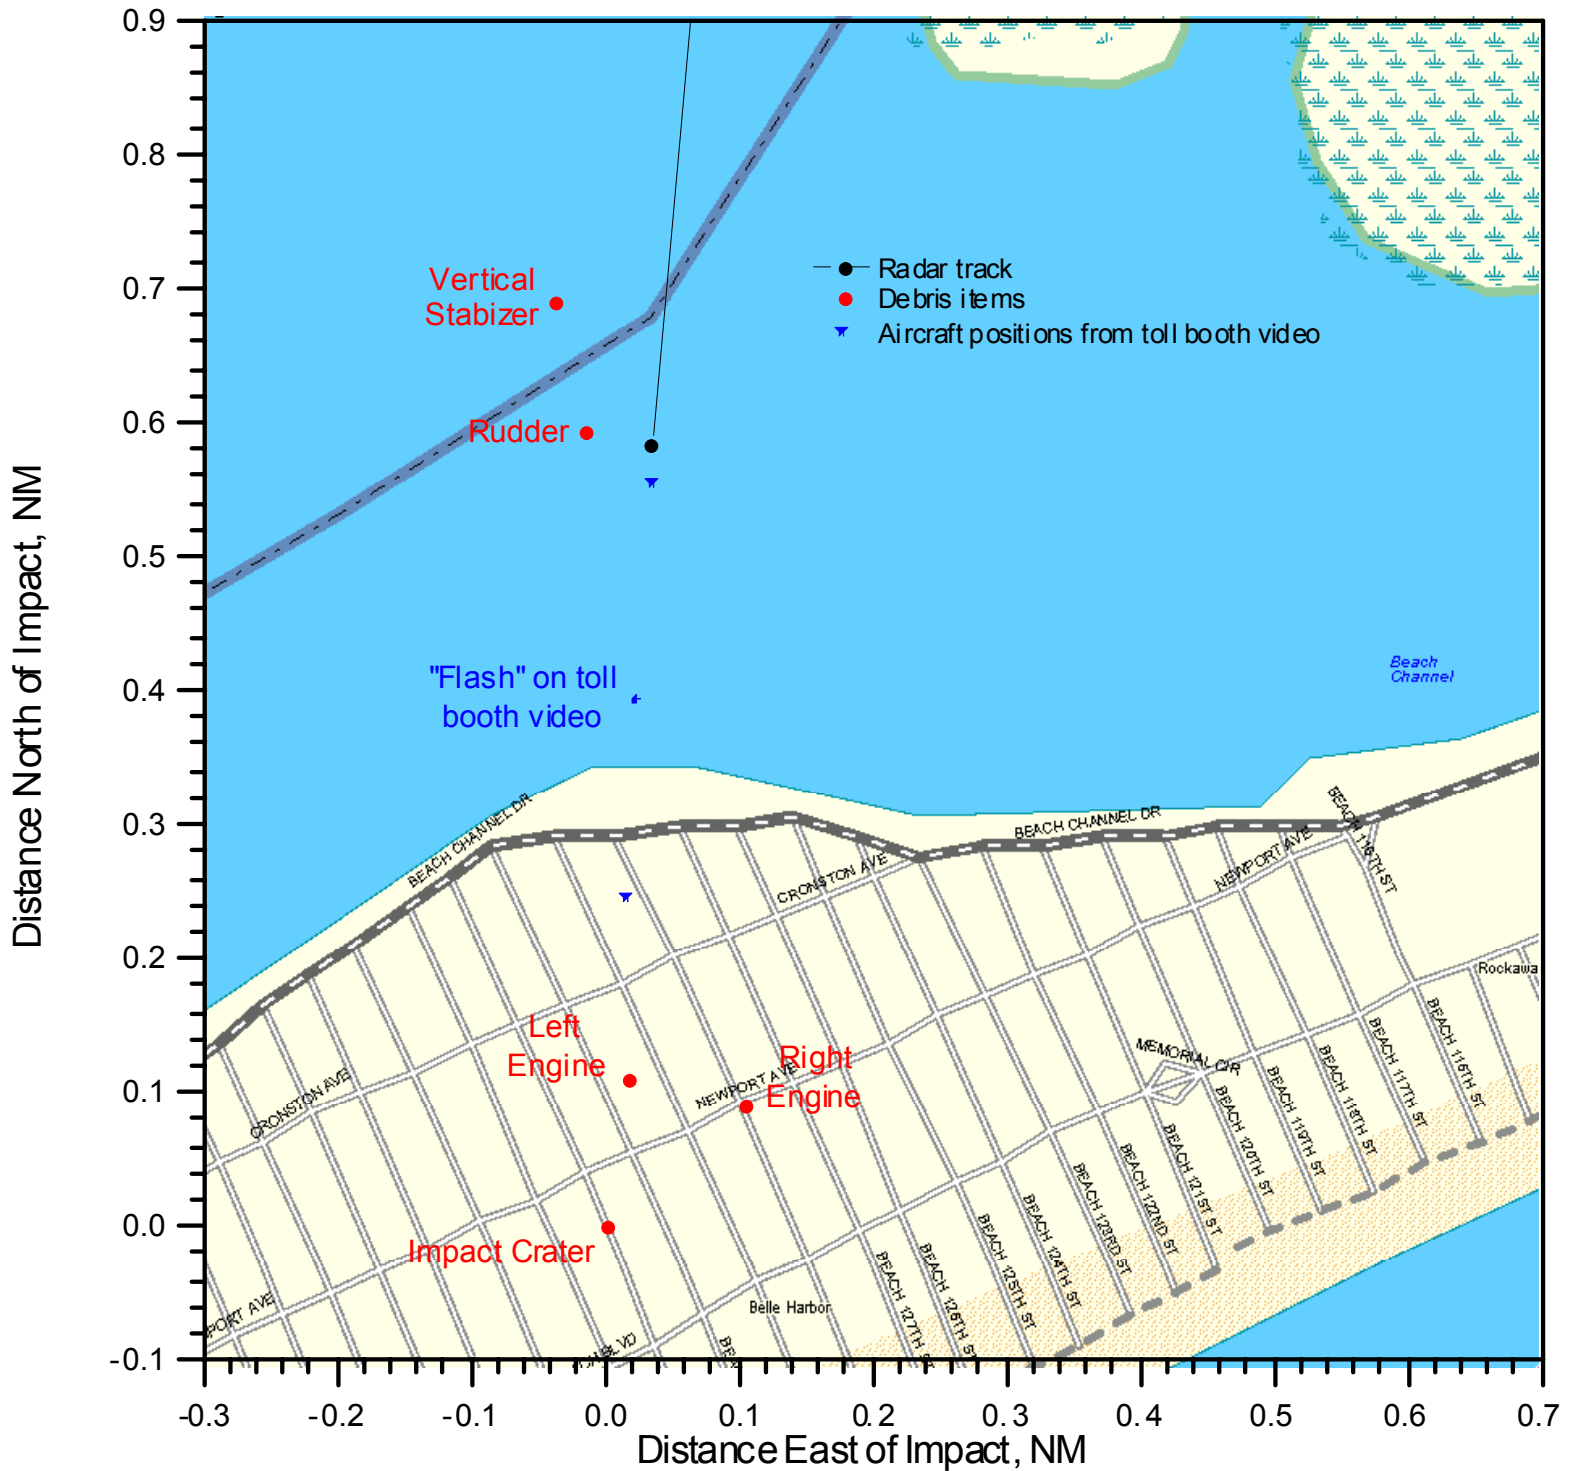 0.9
0.8
0.7
0.6
0.5
0.4
0.3
0.2
0.1
0.0
-0.1
Distance North of Impact, NM
Vertical
Stabizer
Radar track
Debris items
Aircraft positions from toll booth video
Rudder
"Flash" on toll
booth video
Beach
Channel
BEACH CHANNEL DR
BEACH CHANNEL DR
BEACH 116TH ST
CRONSTON AVE
NEWPORT AVE
Rockawa
Left
Engine
Right
Engine
NEWPORT AVE
CRONSTON AVE
MEMORIAL CIR
BEACH 116TH ST
BEACH 117TH ST
BEACH 118TH ST
BEACH 119TH ST
BEACH 120TH ST
BEACH 121ST ST
BEACH 122ND ST
BEACH 123RD ST
BEACH 124TH ST
BEACH 125TH ST
BEACH 126TH ST
BEACH 127TH ST
Impact Crater
PORT AVE
Belle Harbor
BLVD
BE
-0.3
-0.2
-0.1
0.0
0.1
0.2
0.3
0.4
0.5
0.6
0.7
Distance East of Impact, NM